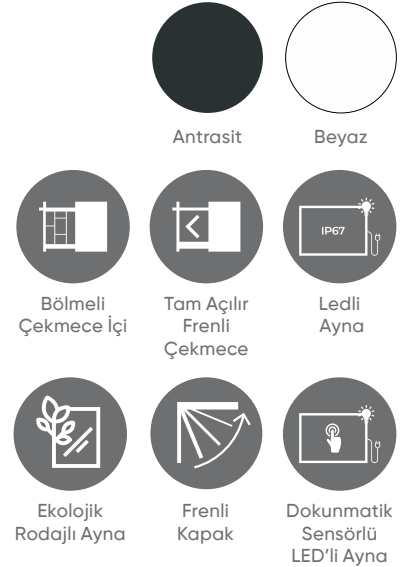 Antrasit
Beyaz
IP67
Bölmeli
Çekmece İçi
Tam Açılır
Frenli
Çekmece
Ledli
Ayna
Ekolojik
Rodajlı Ayna
Frenli
Kapak
Dokunmatik
Sensörlü
LED'li Ayna